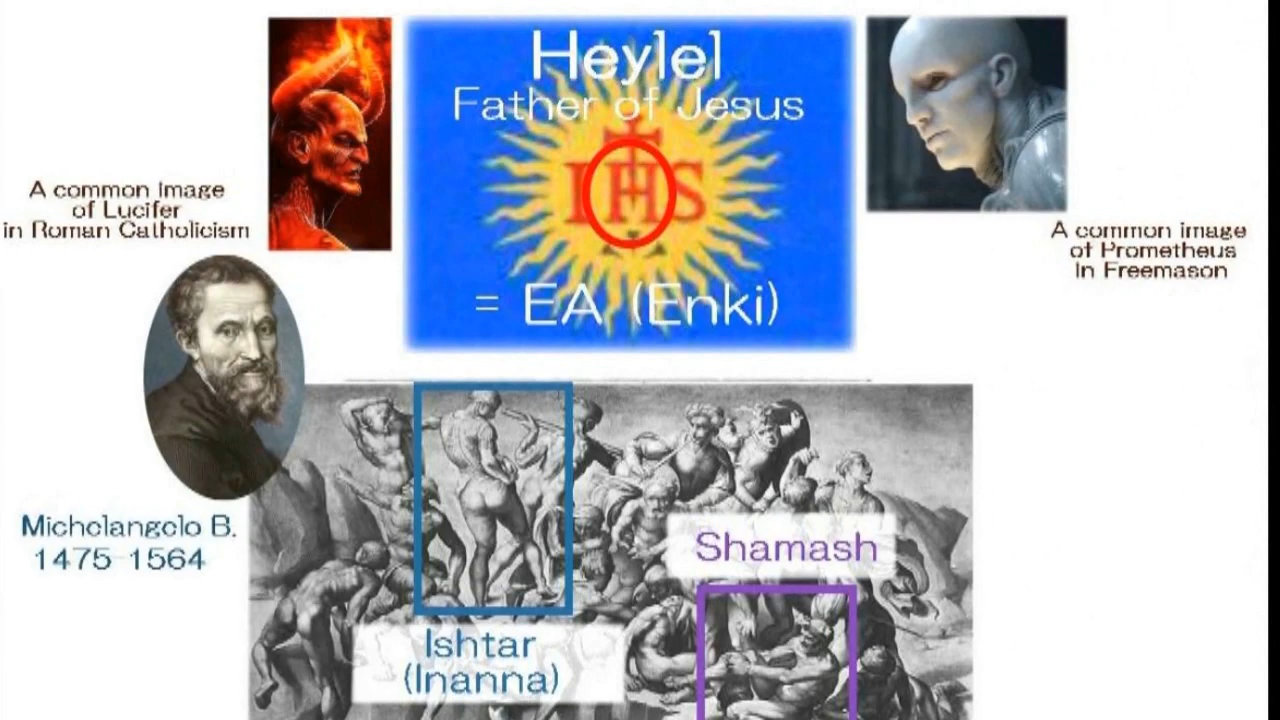 Heylel
Father of Jesus
IHS
= EA (Enki)
A common image
of Lucifer
in Roman Catholicism
A common image
of Prometheus
in Freemason
Michelangelo B.
1475-1564
Shamash
Ishtar
(Inanna)